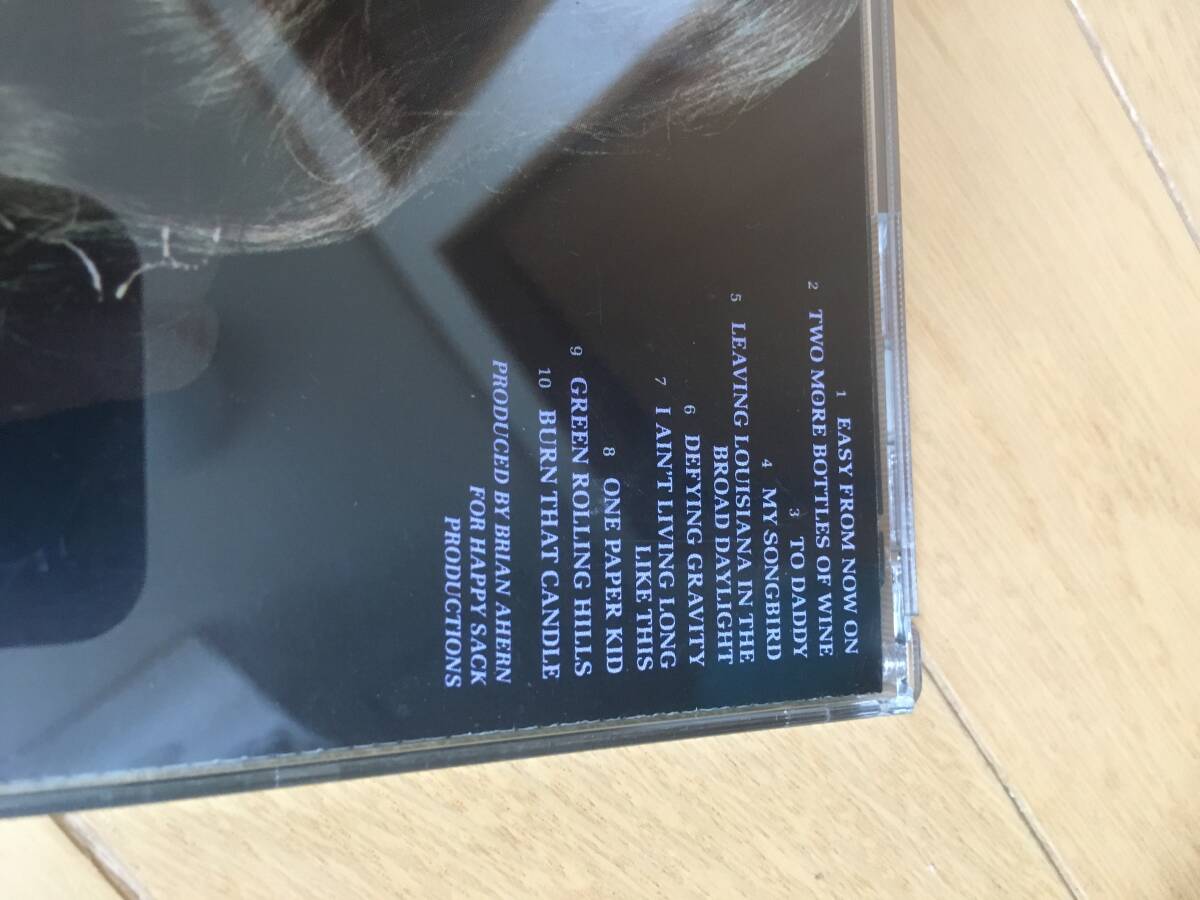 1 EASY FROM NOW ON
2 TWO MORE BOTTLES OF WINE
3 TO DADDY
4 MY SONGBIRD
5 LEAVING LOUISIANA IN THE
BROAD DAYLIGHT
6 DEFYING GRAVITY
7 I AIN'T LIVING LONG
LIKE THIS
8 ONE PAPER KID
9 GREEN ROLLING HILLS
10 BURN THAT CANDLE
PRODUCED BY BRIAN AHERN
FOR HAPPY SACK
PRODUCTIONS